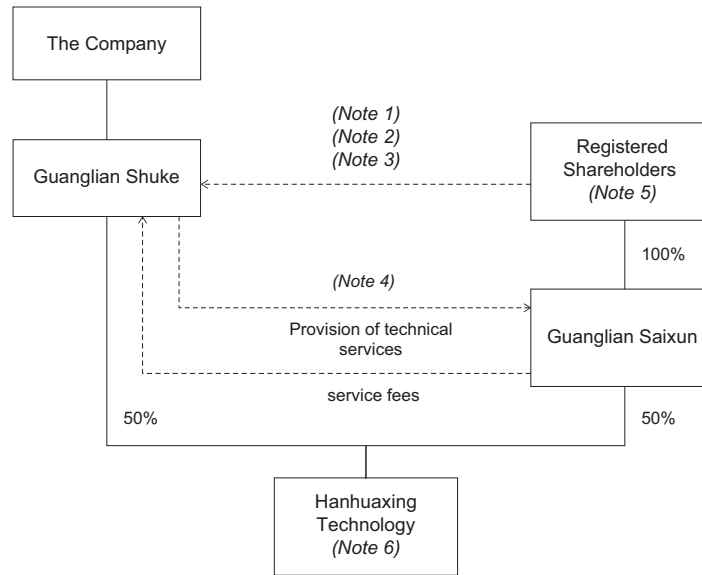 The Company
(Note 1)
(Note 2)
(Note 3)
Guanglian Shuke
Registered
Shareholders
(Note 5)
100%
(Note 4)
Provision of technical
services
Guanglian Saixun
service fees
50%
50%
Hanhuaxing
Technology
(Note 6)